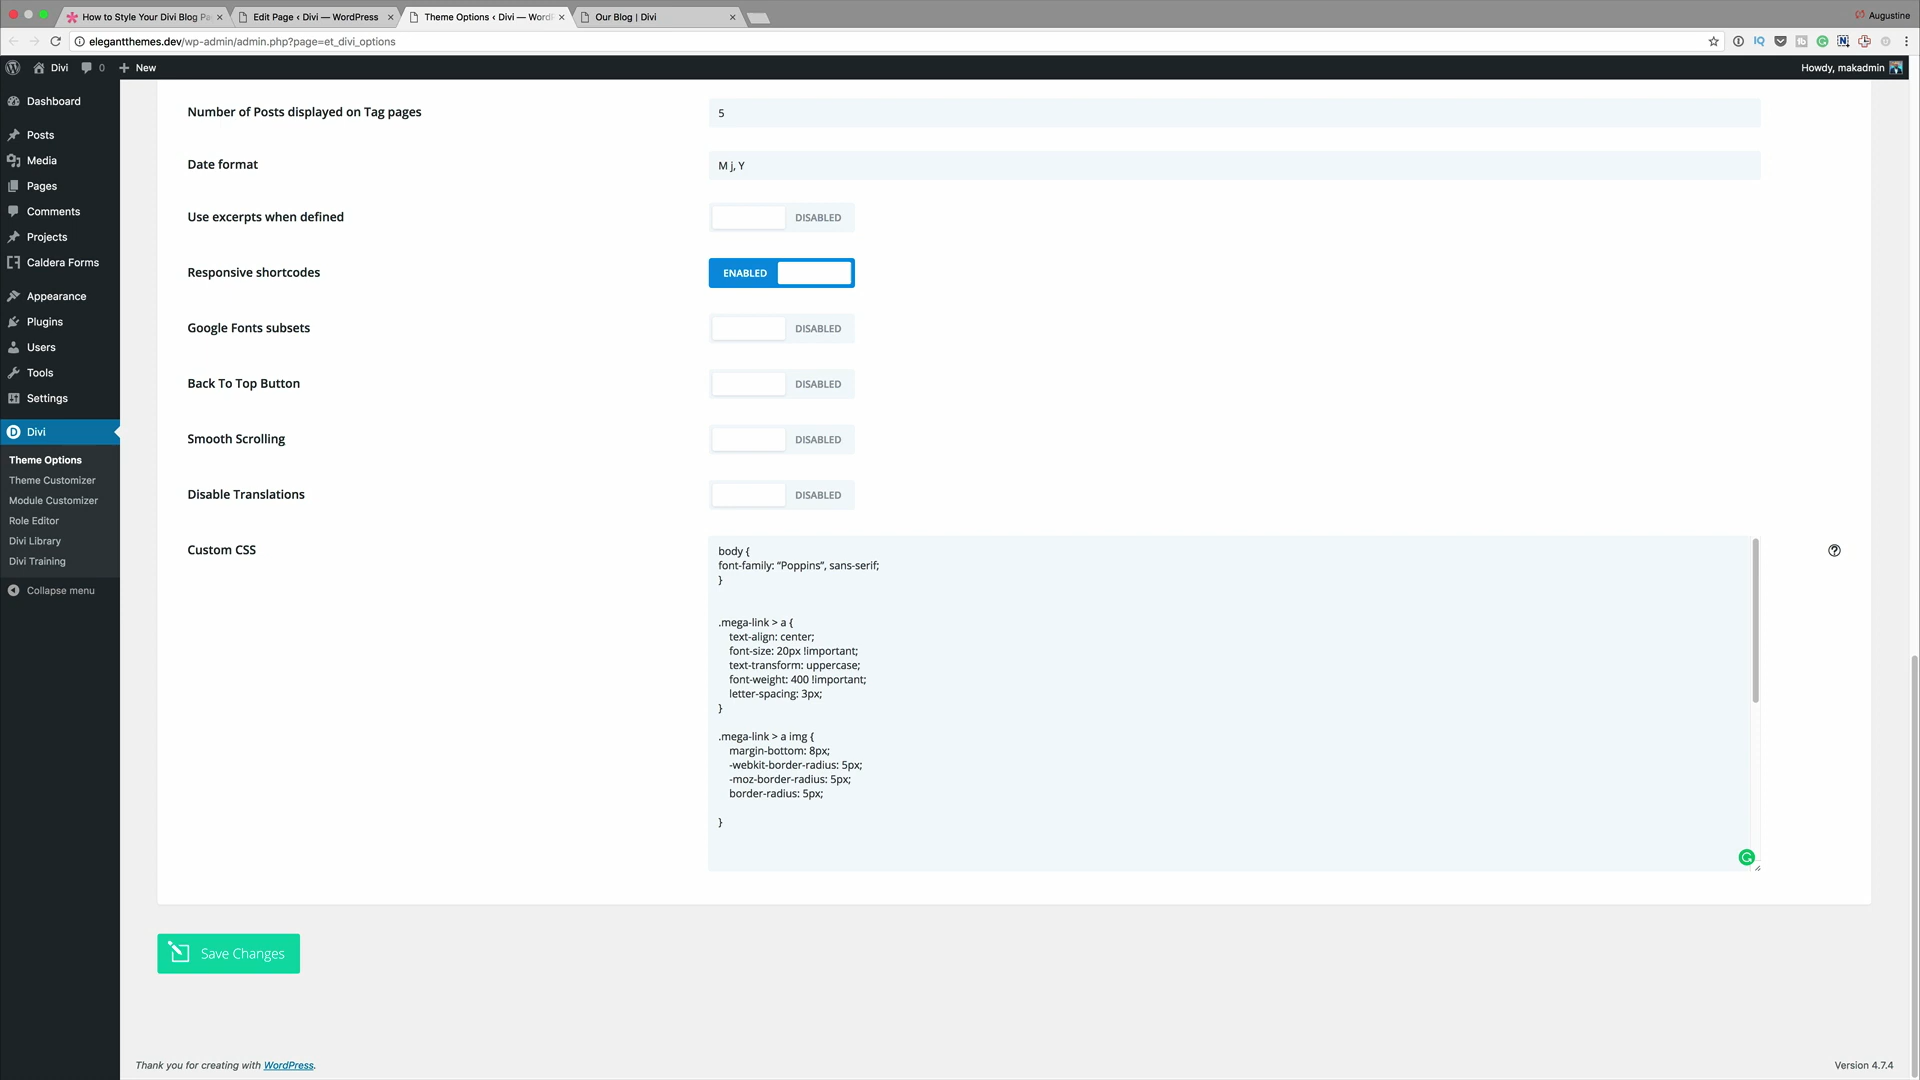 How to Style Your Divi Blog Pa
Edit Page ‹ Divi — WordPress
Theme Options ‹ Divi — Word
Our Blog | Divi
Augustine
elegantthemes.dev/wp-admin/admin.php?page=et_divi_options
Divi
0
New
Howdy, makadmin
Dashboard
Posts
Media
Pages
Comments
Projects
Caldera Forms
Appearance
Plugins
Users
Tools
Settings
Divi
Theme Options
Theme Customizer
Module Customizer
Role Editor
Divi Library
Divi Training
Collapse menu
Number of Posts displayed on Tag pages
5
Date format
M j, Y
Use excerpts when defined
DISABLED
Responsive shortcodes
ENABLED
Google Fonts subsets
DISABLED
Back To Top Button
DISABLED
Smooth Scrolling
DISABLED
Disable Translations
DISABLED
Custom CSS
body {
font-family: “Poppins”, sans-serif;
}
.mega-link > a {
text-align: center;
font-size: 20px !important;
text-transform: uppercase;
font-weight: 400 !important;
letter-spacing: 3px;
}
.mega-link > a img {
margin-bottom: 8px;
-webkit-border-radius: 5px;
-moz-border-radius: 5px;
border-radius: 5px;
}
Save Changes
Thank you for creating with WordPress.
Version 4.7.4